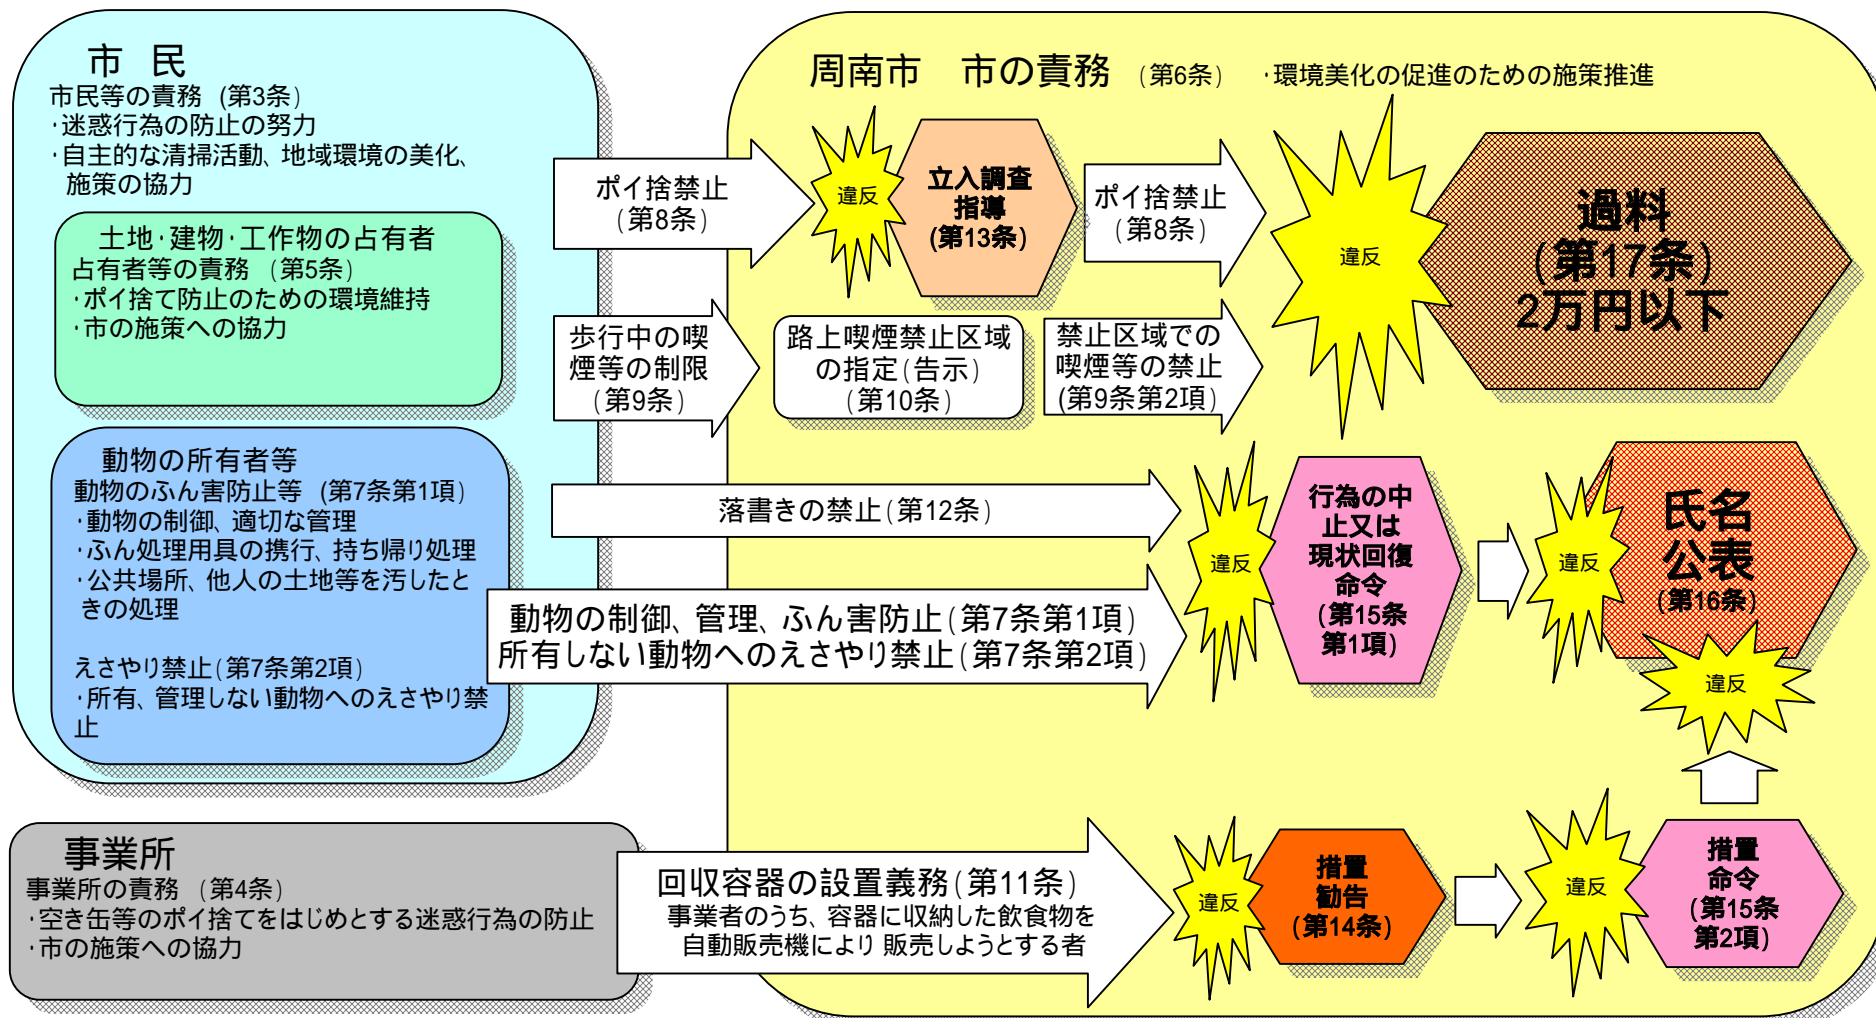 市 民
市民等の責務 (第3条)
・迷惑行為の防止の努力
・自主的な清掃活動、地域環境の美化、
施策の協力
土地・建物・工作物の占有者
占有者等の責務 (第5条)
・ポイ捨て防止のための環境維持
・市の施策への協力
動物の所有者等
動物のふん害防止等 (第7条第1項)
・動物の制御、適切な管理
・ふん処理用具の携行、持ち帰り処理
・公共場所、他人の土地等を汚したと
きの処理
えさやり禁止(第7条第2項)
・所有、管理しない動物へのえさやり禁
止
事業所
事業所の責務 (第4条)
・空き缶等のポイ捨てをはじめとする迷惑行為の防止
・市の施策への協力
周南市 市の責務 (第6条) ・環境美化の促進のための施策推進
ポイ捨禁止
(第8条)
違反
立入調査
指導
(第13条)
ポイ捨禁止
(第8条)
違反
過料
(第17条)
2万円以下
歩行中の喫
煙等の制限
(第9条)
路上喫煙禁止区域
の指定(告示)
(第10条)
禁止区域での
喫煙等の禁止
(第9条第2項)
落書きの禁止(第12条)
動物の制御、管理、ふん害防止(第7条第1項)
所有しない動物へのえさやり禁止(第7条第2項)
違反
行為の中
止又は
現状回復
命令
(第15条
第1項)
違反
氏名
公表
(第16条)
違反
回収容器の設置義務(第11条)
事業者のうち、容器に収納した飲食物を
自動販売機により 販売しようとする者
違反
措置
勧告
(第14条)
違反
措置
命令
(第15条
第2項)